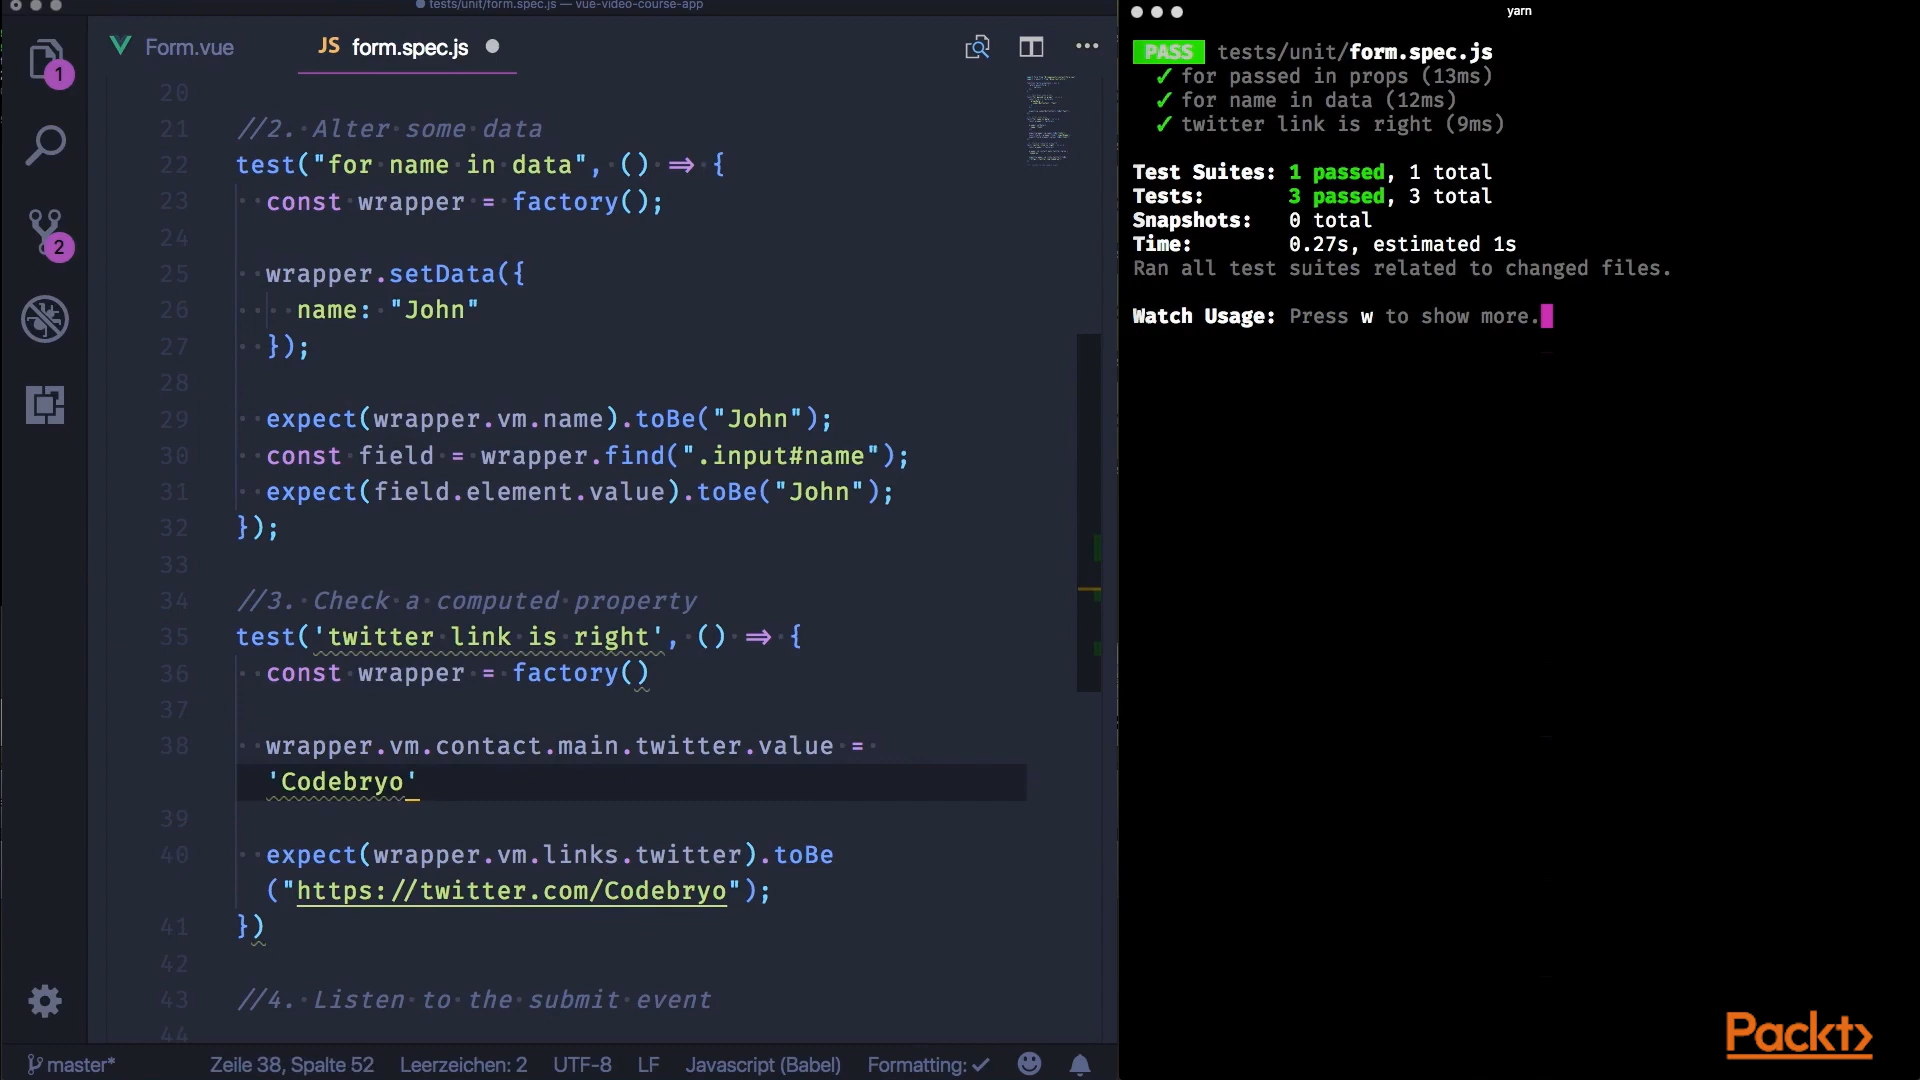 tests/unit/form.spec.js — vue-video-course-app
yarn
Form.vue
JS form.spec.js
1
2
20
21 //2. Alter some data
22 test("for name in data", () => {
23 const wrapper = factory();
24
25 wrapper.setData({
26 name: "John"
27 });
28
29 expect(wrapper.vm.name).toBe("John");
30 const field = wrapper.find(".input#name");
31 expect(field.element.value).toBe("John");
32 });
33
34 //3. Check a computed property
35 test('twitter link is right', () => {
36 const wrapper = factory()
37
38 wrapper.vm.contact.main.twitter.value =
'Codebryo'
39
40 expect(wrapper.vm.links.twitter).toBe
("https://twitter.com/Codebryo");
41 })
42
43 //4. Listen to the submit event
44
master* Zeile 38, Spalte 52 Leerzeichen: 2 UTF-8 LF Javascript (Babel) Formatting: ✓
PASS tests/unit/form.spec.js
✓ for passed in props (13ms)
✓ for name in data (12ms)
✓ twitter link is right (9ms)
Test Suites: 1 passed, 1 total
Tests: 3 passed, 3 total
Snapshots: 0 total
Time: 0.27s, estimated 1s
Ran all test suites related to changed files.
Watch Usage: Press w to show more.
Packt>